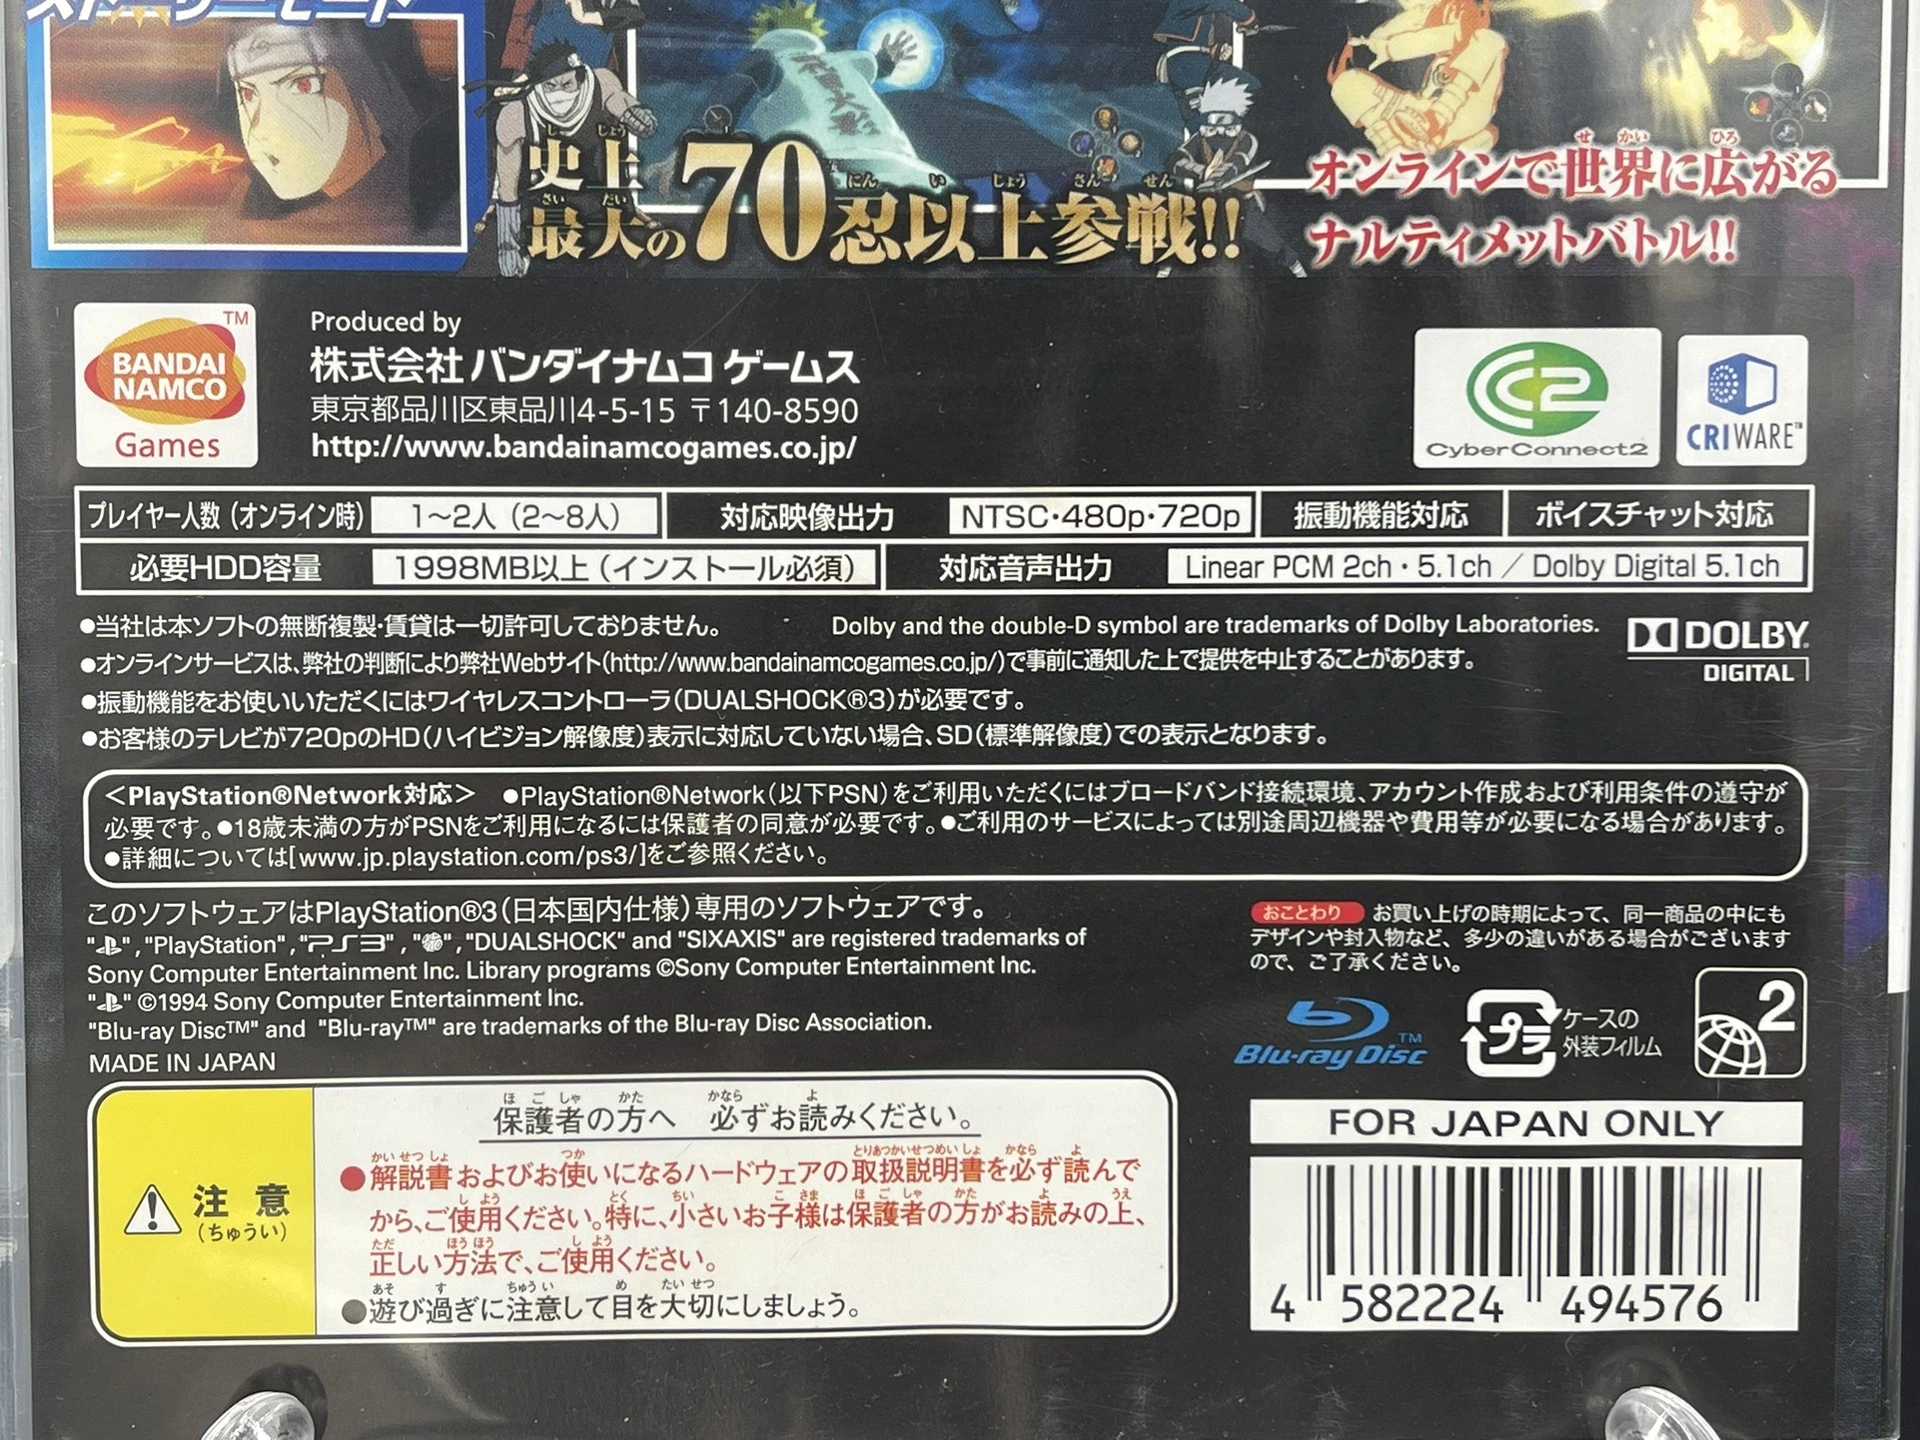 ストーリーモード
史上
最大の70忍以上参戦!!
オンラインで世界に広がる
ナルティメットバトル!!
BANDAI
NAMCO
Games
TM
Produced by
株式会社 バンダイナムコ ゲームス
東京都品川区東品川4-5-15 〒140-8590
http://www.bandainamcogames.co.jp/
CyberConnect2
CRIWARE™
プレイヤー人数(オンライン時) 1～2人(2～8人) 対応映像出力 NTSC・480p・720p 振動機能対応 ボイスチャット対応
必要HDD容量 1998MB以上(インストール必須) 対応音声出力 Linear PCM 2ch・5.1ch / Dolby Digital 5.1ch
●当社は本ソフトの無断複製・賃貸は一切許可しておりません。 Dolby and the double-D symbol are trademarks of Dolby Laboratories.
●オンラインサービスは、弊社の判断により弊社Webサイト(http://www.bandainamcogames.co.jp/)で事前に通知した上で提供を中止することがあります。
DOLBY
DIGITAL
●振動機能をお使いいただくにはワイヤレスコントローラ(DUALSHOCK®3)が必要です。
●お客様のテレビが720pのHD(ハイビジョン解像度)表示に対応していない場合、SD(標準解像度)での表示となります。
<PlayStation®Network対応> ●PlayStation®Network(以下PSN)をご利用いただくにはブロードバンド接続環境、アカウント作成および利用条件の遵守が
必要です。●18歳未満の方がPSNをご利用になるには保護者の同意が必要です。●ご利用のサービスによっては別途周辺機器や費用等が必要になる場合があります。
●詳細については[www.jp.playstation.com/ps3/]をご参照ください。
このソフトウェアはPlayStation®3(日本国内仕様)専用のソフトウェアです。
" ", "PlayStation", "PS3", " ", "DUALSHOCK" and "SIXAXIS" are registered trademarks of
Sony Computer Entertainment Inc. Library programs ©Sony Computer Entertainment Inc.
" " ©1994 Sony Computer Entertainment Inc.
"Blu-ray Disc™" and "Blu-ray™" are trademarks of the Blu-ray Disc Association.
MADE IN JAPAN
おことわり お買い上げの時期によって、同一商品の中にも
デザインや封入物など、多少の違いがある場合がございます
ので、ご了承ください。
Blu-ray Disc™
プラ
ケースの
外装フィルム
2
注意
(ちゅうい)
保護者の方へ 必ずお読みください。
●解説書およびお使いになるハードウェアの取扱説明書を必ず読んで
から、ご使用ください。特に、小さいお子様は保護者の方がお読みの上、
正しい方法で、ご使用ください。
●遊び過ぎに注意して目を大切にしましょう。
FOR JAPAN ONLY
4 582224 494576